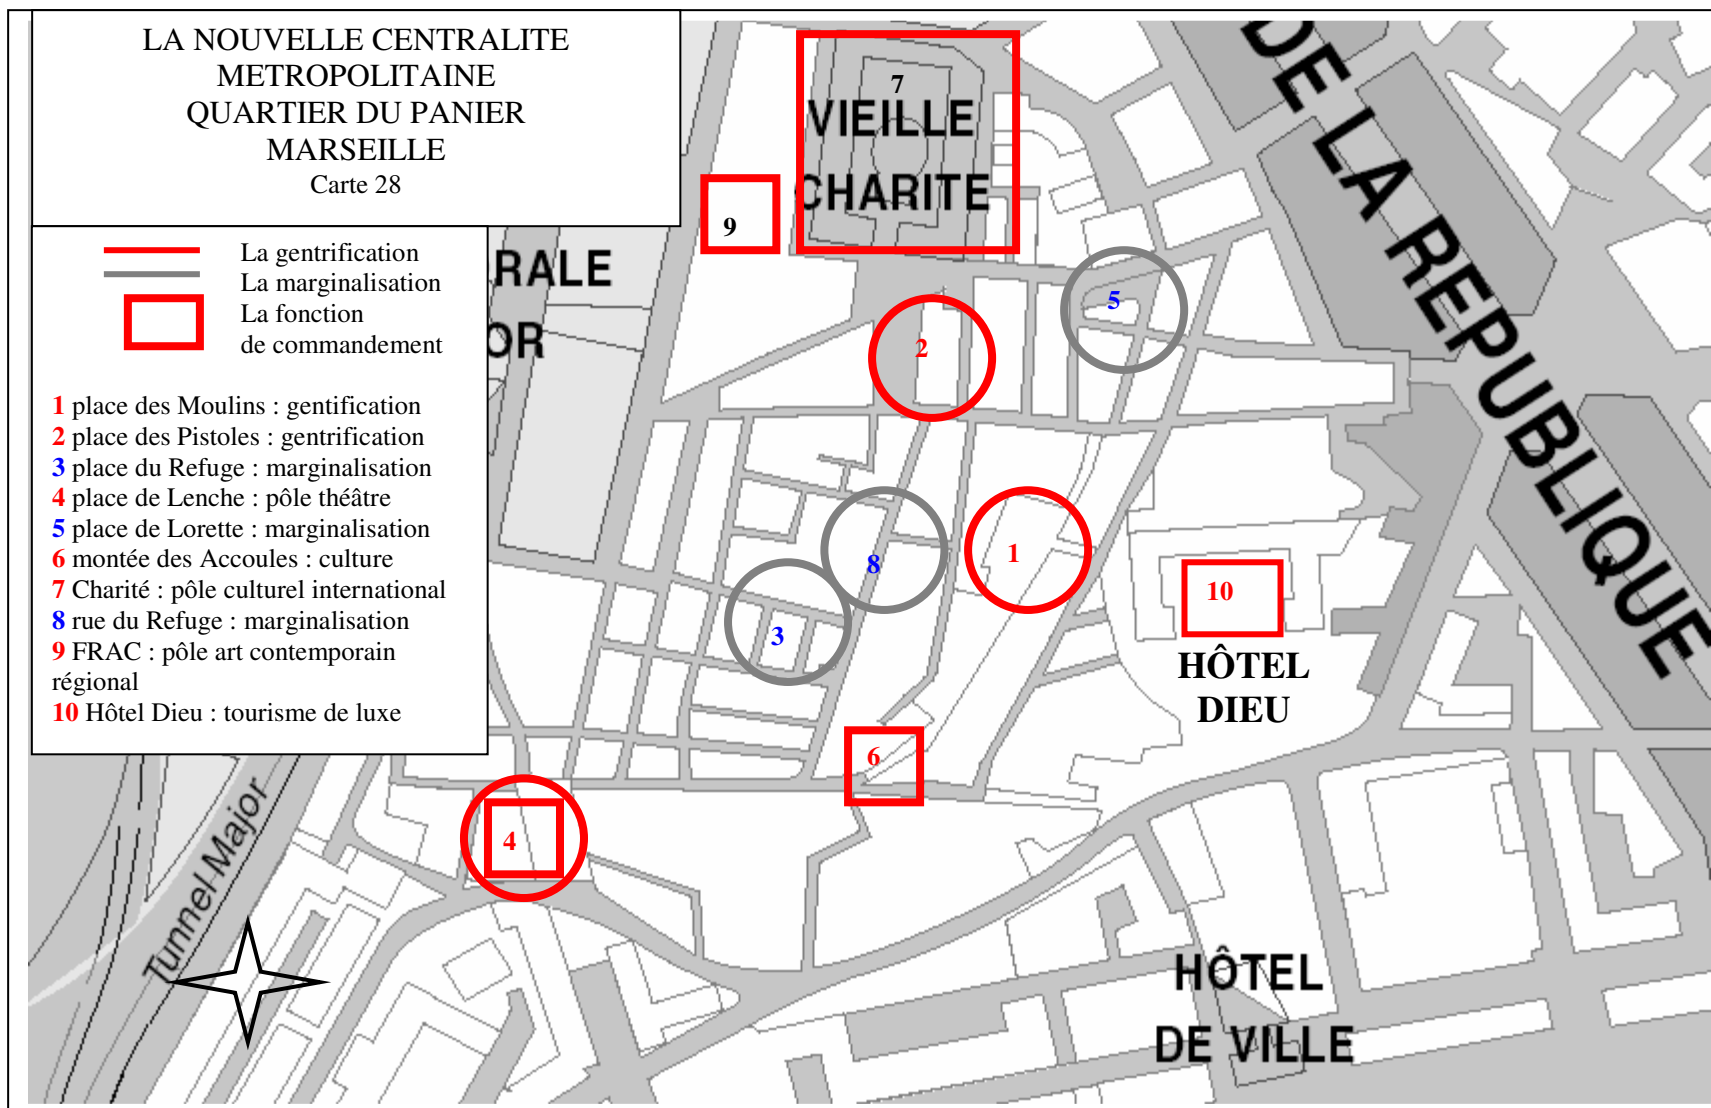 LA NOUVELLE CENTRALITE
METROPOLITAINE
QUARTIER DU PANIER
MARSEILLE
Carte 28
La gentrification
La marginalisation
La fonction
de commandement
1 place des Moulins : gentification
2 place des Pistoles : gentrification
3 place du Refuge : marginalisation
4 place de Lenche : pôle théâtre
5 place de Lorette : marginalisation
6 montée des Accoules : culture
7 Charité : pôle culturel international
8 rue du Refuge : marginalisation
9 FRAC : pôle art contemporain
régional
10 Hôtel Dieu : tourisme de luxe
7
VIEILLE
CHARITE
9
RALE
OR
5
2
DE LA REPUBLIQUE
8
1
3
10
HÔTEL
DIEU
6
4
Tunnel Major
HÔTEL
DE VILLE